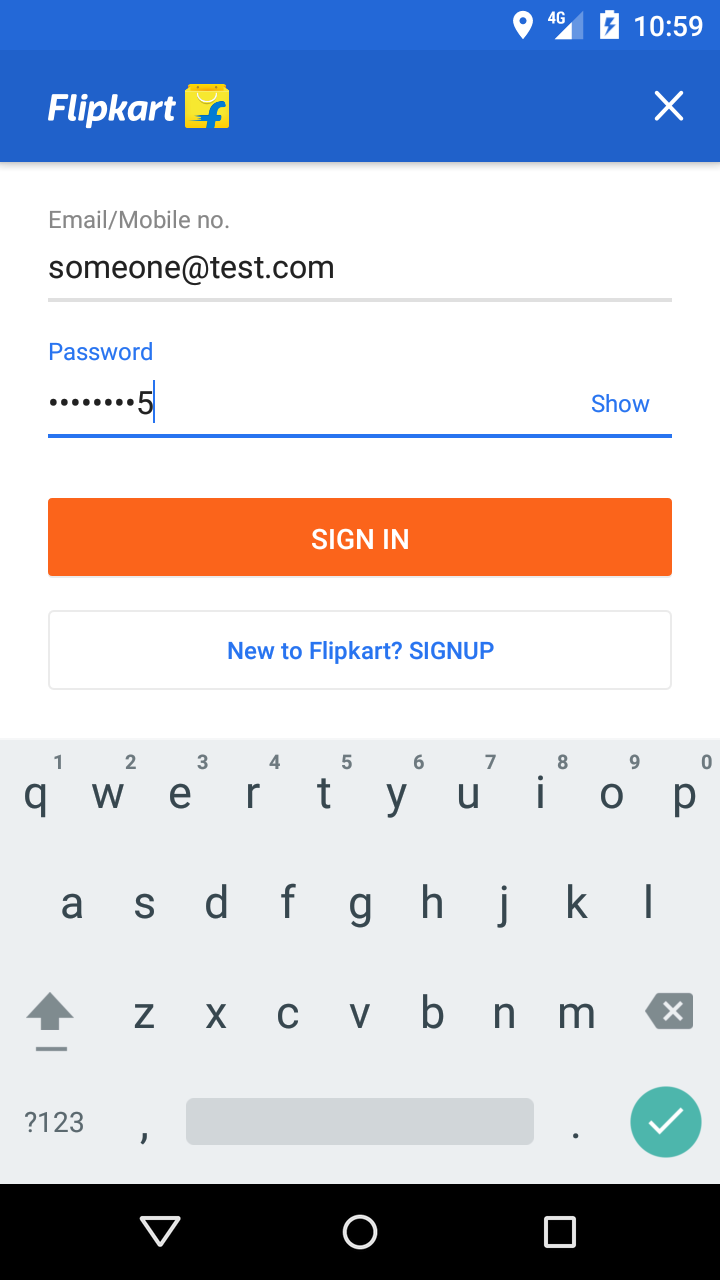 4G 10:59
Flipkart
Email/Mobile no.
someone@test.com
Password
••••••••5 Show
SIGN IN
New to Flipkart? SIGNUP
1 2 3 4 5 6 7 8 9 0
q w e r t y u i o p
a s d f g h j k l
z x c v b n m
?123 , .